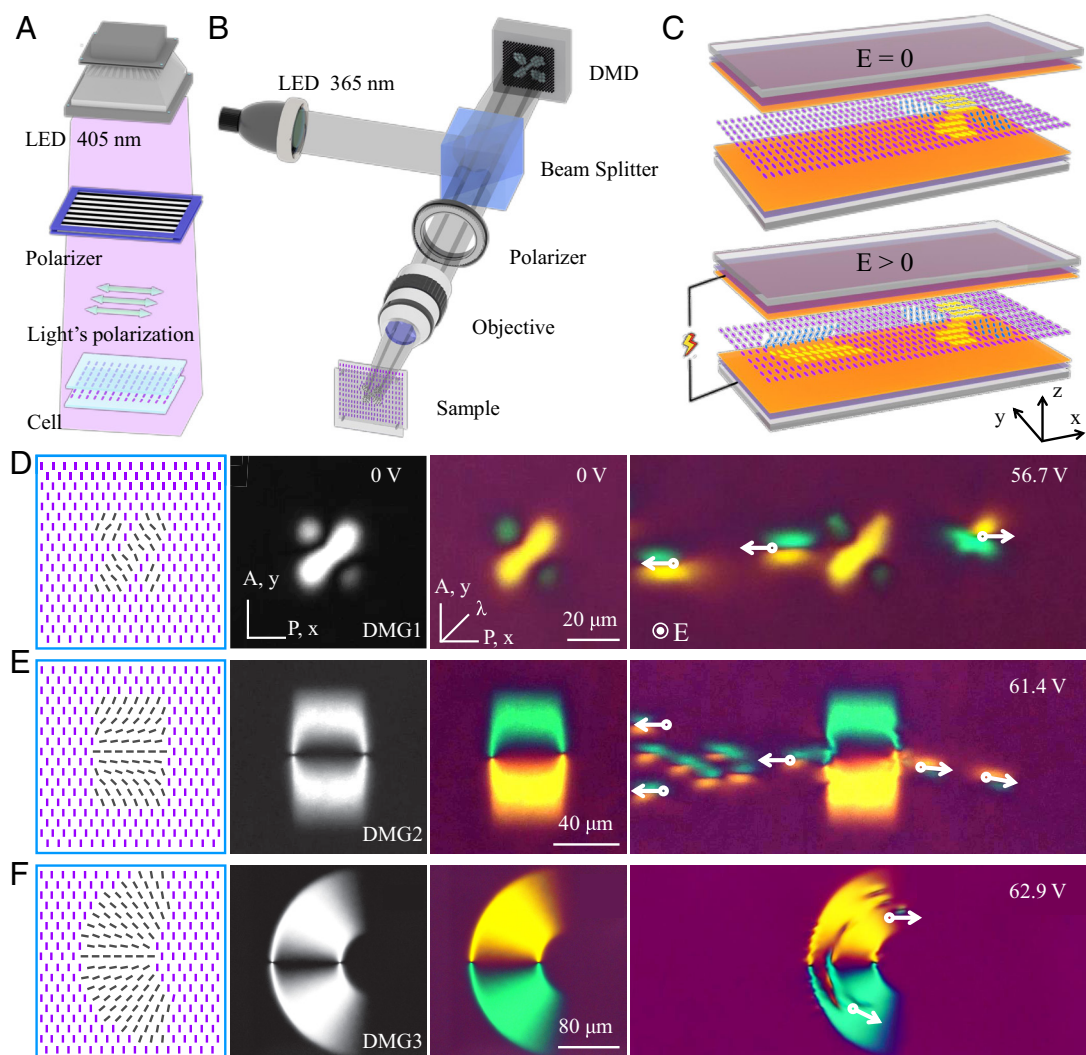 A
LED 405 nm
Polarizer
Light's polarization
Cell
B
LED 365 nm
DMD
Beam Splitter
Polarizer
Objective
Sample
C
E = 0
E > 0
z
y
x
D
0 V
A, y
P, x
DMG1
0 V
A, y
λ
P, x
20 μm
56.7 V
E
E
DMG2
40 μm
61.4 V
F
DMG3
80 μm
62.9 V